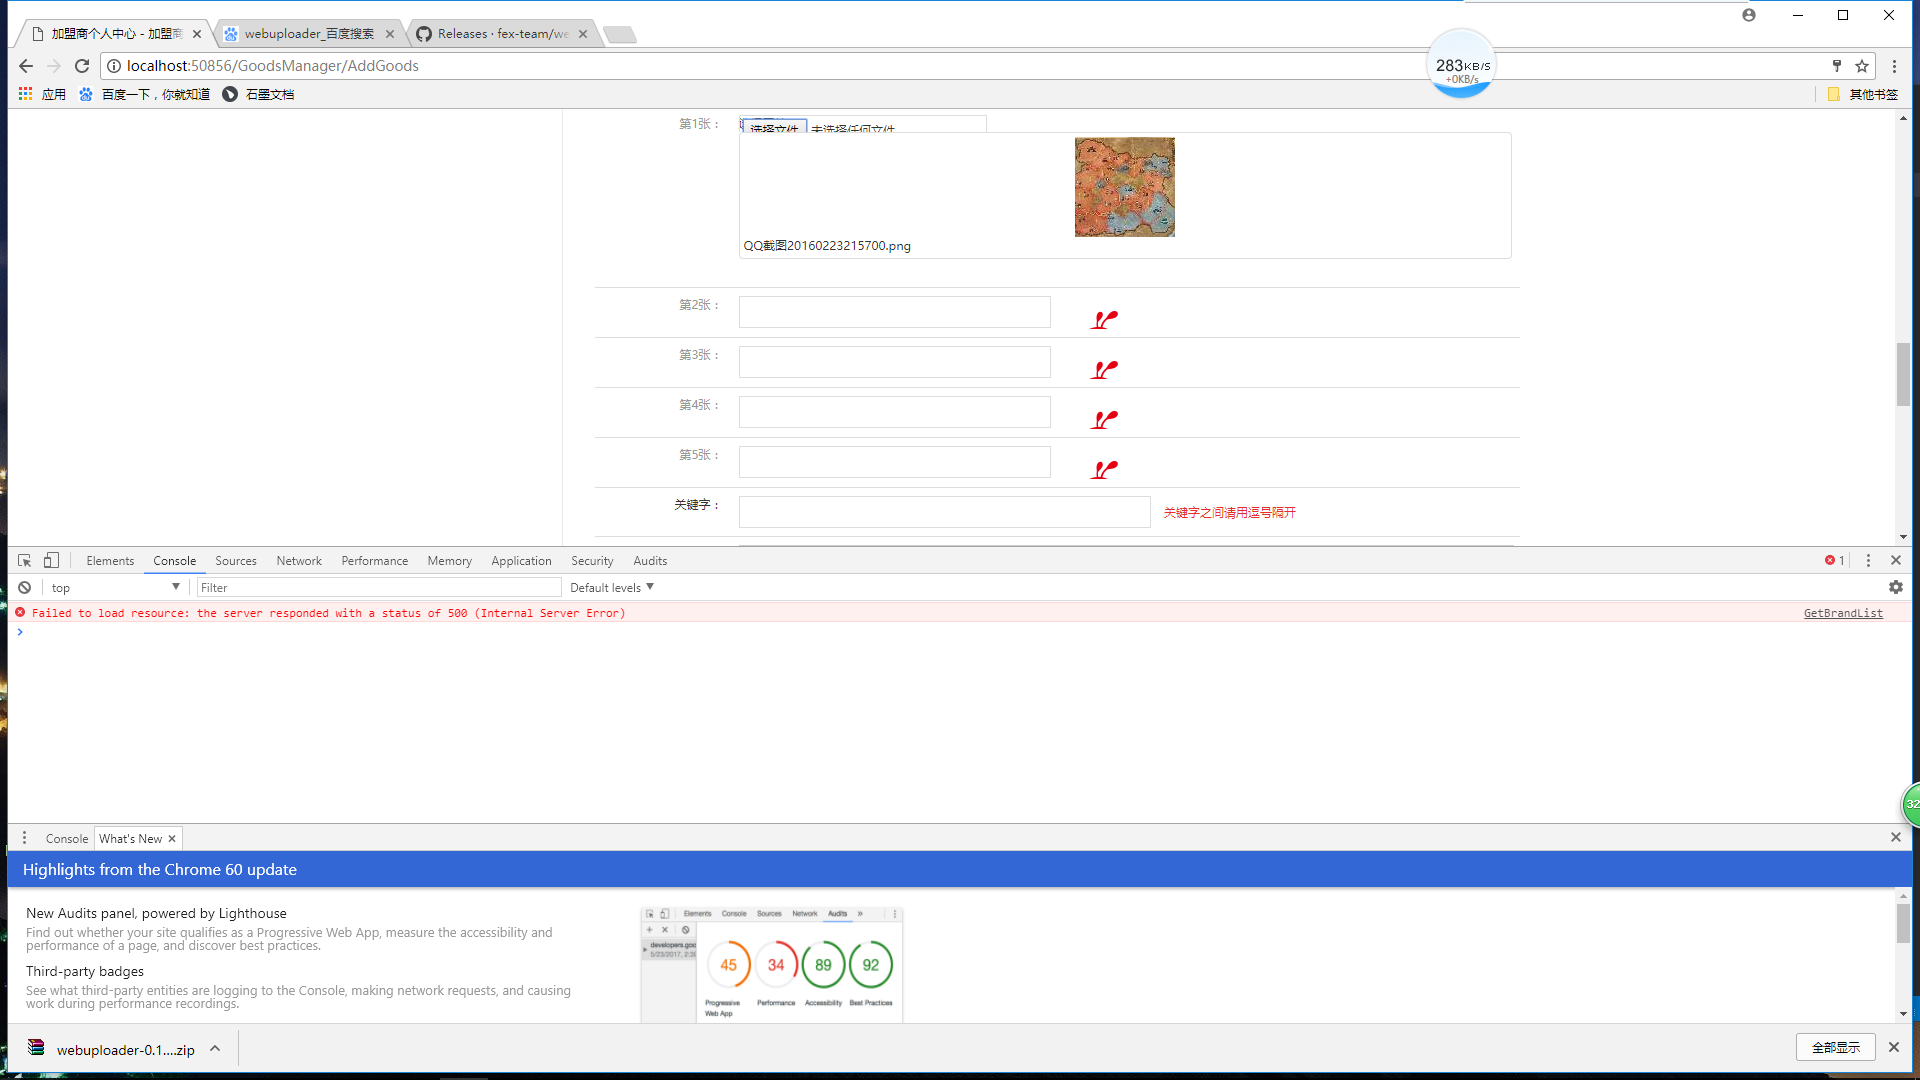 加盟商个人中心 - 加盟商
webuploader_百度搜索
Releases · fex-team/we
localhost:50856/GoodsManager/AddGoods
283KB/S
+0KB/s
应用
百度一下，你就知道
石墨文档
其他书签
第1张：
选择文件 未选择任何文件
QQ截图20160223215700.png
第2张：
第3张：
第4张：
第5张：
关键字：
关键字之间请用逗号隔开
Elements Console Sources Network Performance Memory Application Security Audits
1
top
Filter
Default levels
Failed to load resource: the server responded with a status of 500 (Internal Server Error)
GetBrandList
32
Console
What's New
Highlights from the Chrome 60 update
New Audits panel, powered by Lighthouse
Find out whether your site qualifies as a Progressive Web App, measure the accessibility and
performance of a page, and discover best practices.
Third-party badges
See what third-party entities are logging to the Console, making network requests, and causing
work during performance recordings.
Elements Console Sources Network Audits »
developers.goo
5/23/2017, 2:3
45 34 89 92
Progressive Web App
Performance
Accessibility
Best Practices
webuploader-0.1....zip
全部显示